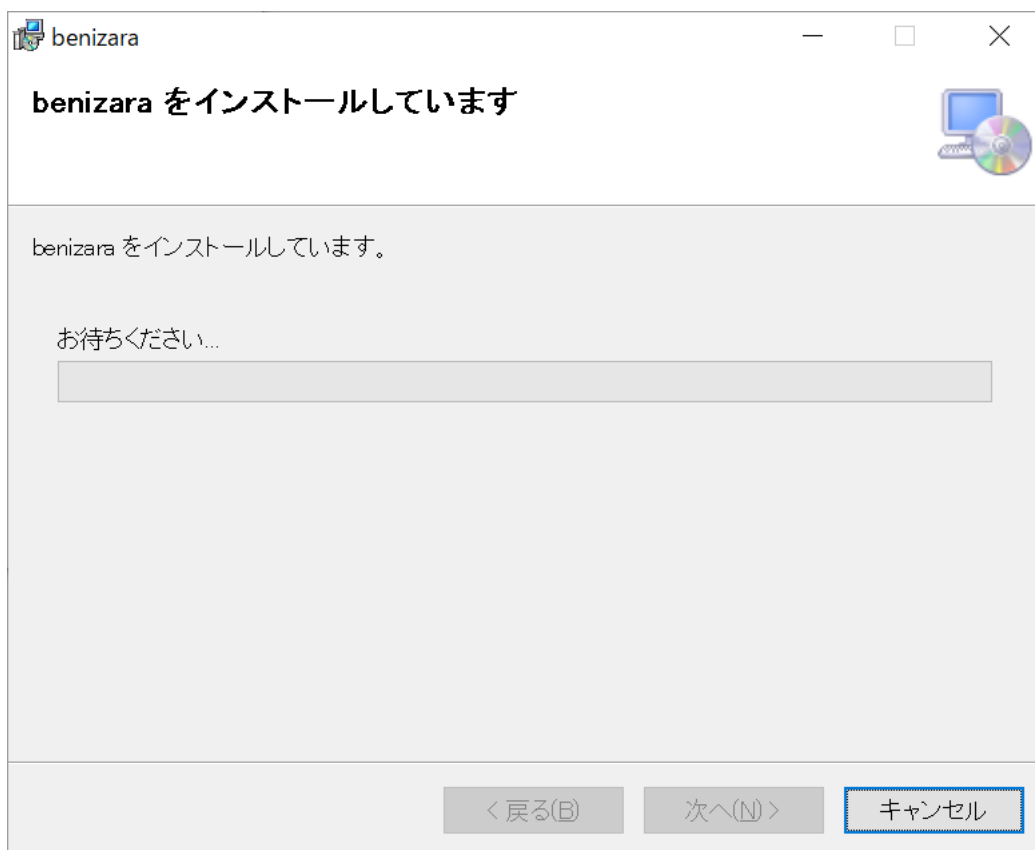 benizara
benizara をインストールしています
benizara をインストールしています。
お待ちください...
< 戻る(B)
次へ(N) >
キャンセル